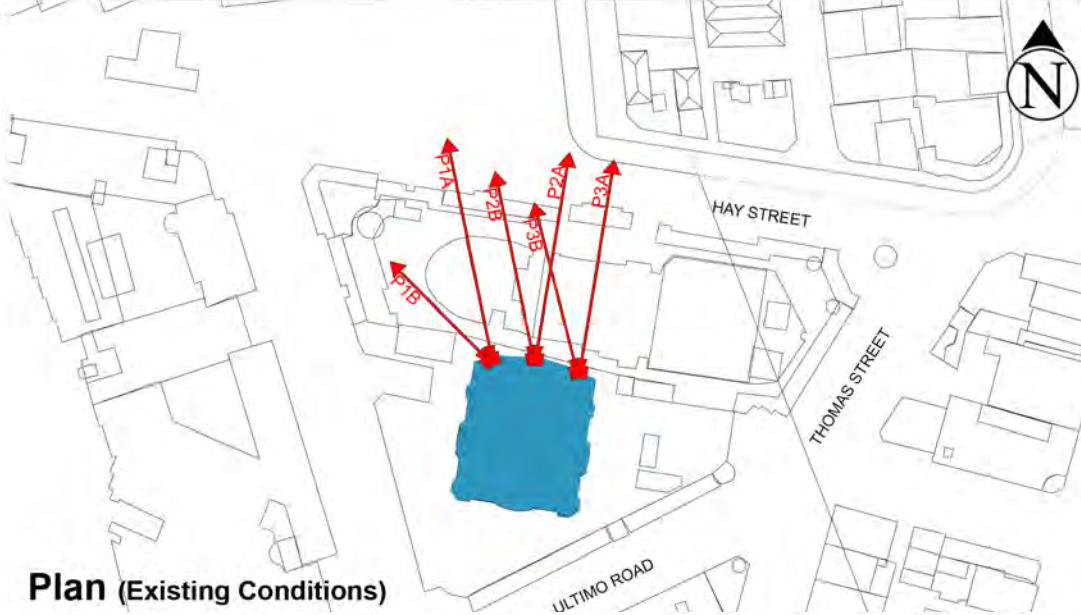 N
P1A
P2B
P2A
P3A
P3B
P1B
HAY STREET
THOMAS STREET
ULTIMO ROAD
Plan (Existing Conditions)